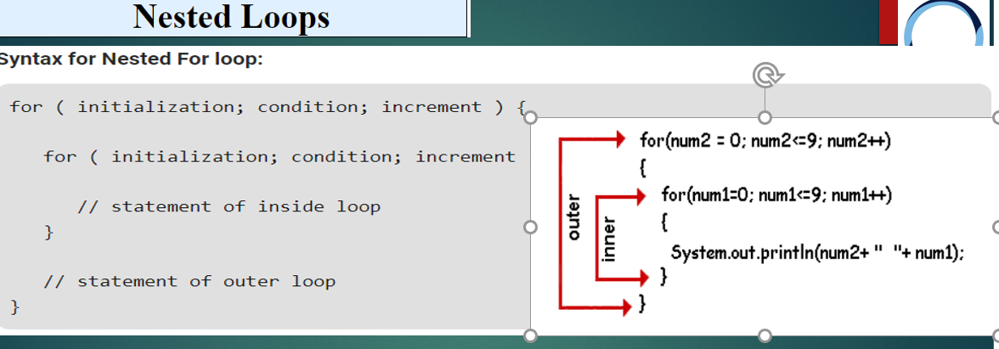 Nested Loops
Syntax for Nested For loop:
for ( initialization; condition; increment ) {
for ( initialization; condition; increment
// statement of inside loop
}
// statement of outer loop
}
for(num2 = 0; num2<=9; num2++)
{
for(num1=0; num1<=9; num1++)
{
System.out.println(num2+ " "+ num1);
}
}
outer
inner